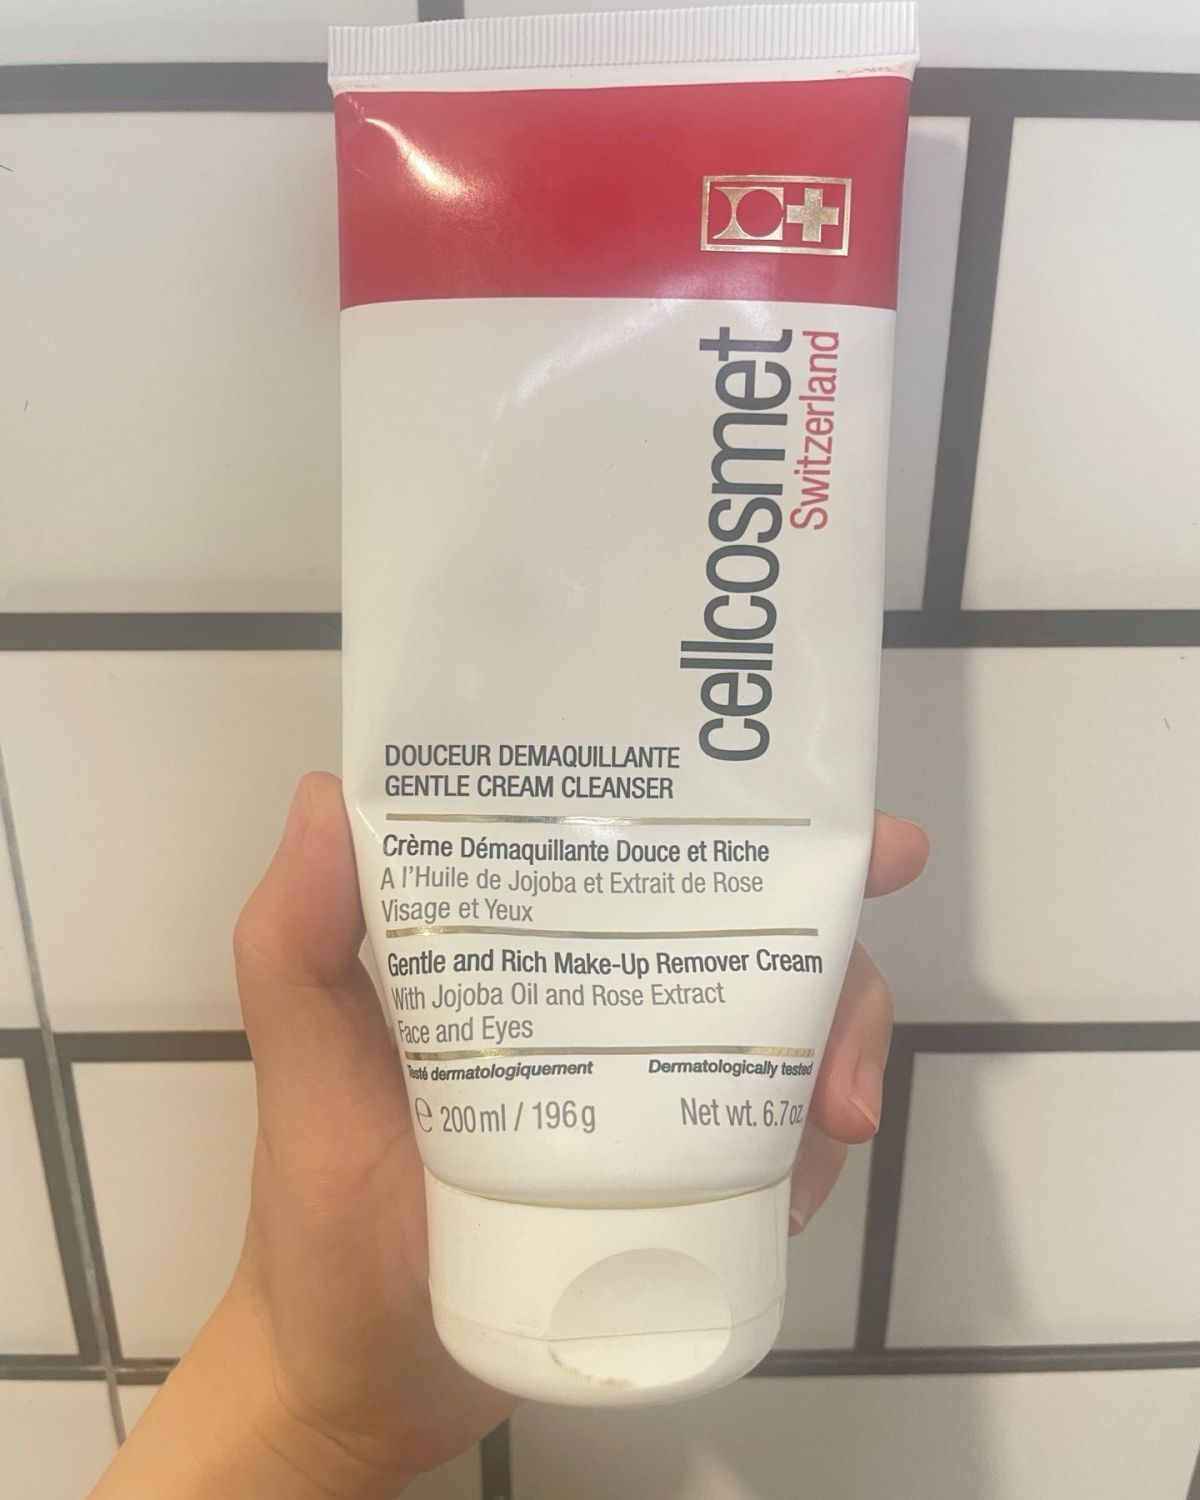 cellcosmet
Switzerland
DOUCEUR DEMAQUILLANTE
GENTLE CREAM CLEANSER
Crème Démaquillante Douce et Riche
A l'Huile de Jojoba et Extrait de Rose
Visage et Yeux
Gentle and Rich Make-Up Remover Cream
With Jojoba Oil and Rose Extract
Face and Eyes
Testé dermatologiquement Dermatologically tested
℮ 200 ml / 196 g Net wt. 6.7 oz.